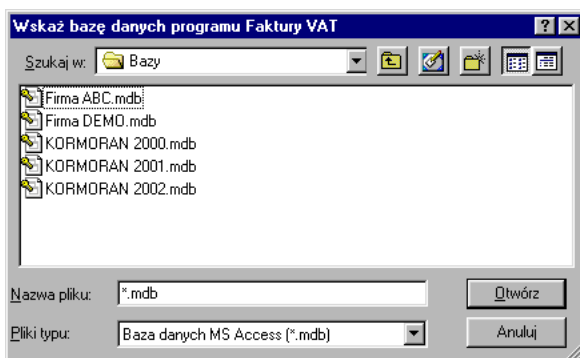 Wskaż bazę danych programu Faktury VAT
Szukaj w: Bazy
Firma ABC.mdb
Firma DEMO.mdb
KORMORAN 2000.mdb
KORMORAN 2001.mdb
KORMORAN 2002.mdb
Nazwa pliku: *.mdb Otwórz
Pliki typu: Baza danych MS Access (*.mdb) Anuluj